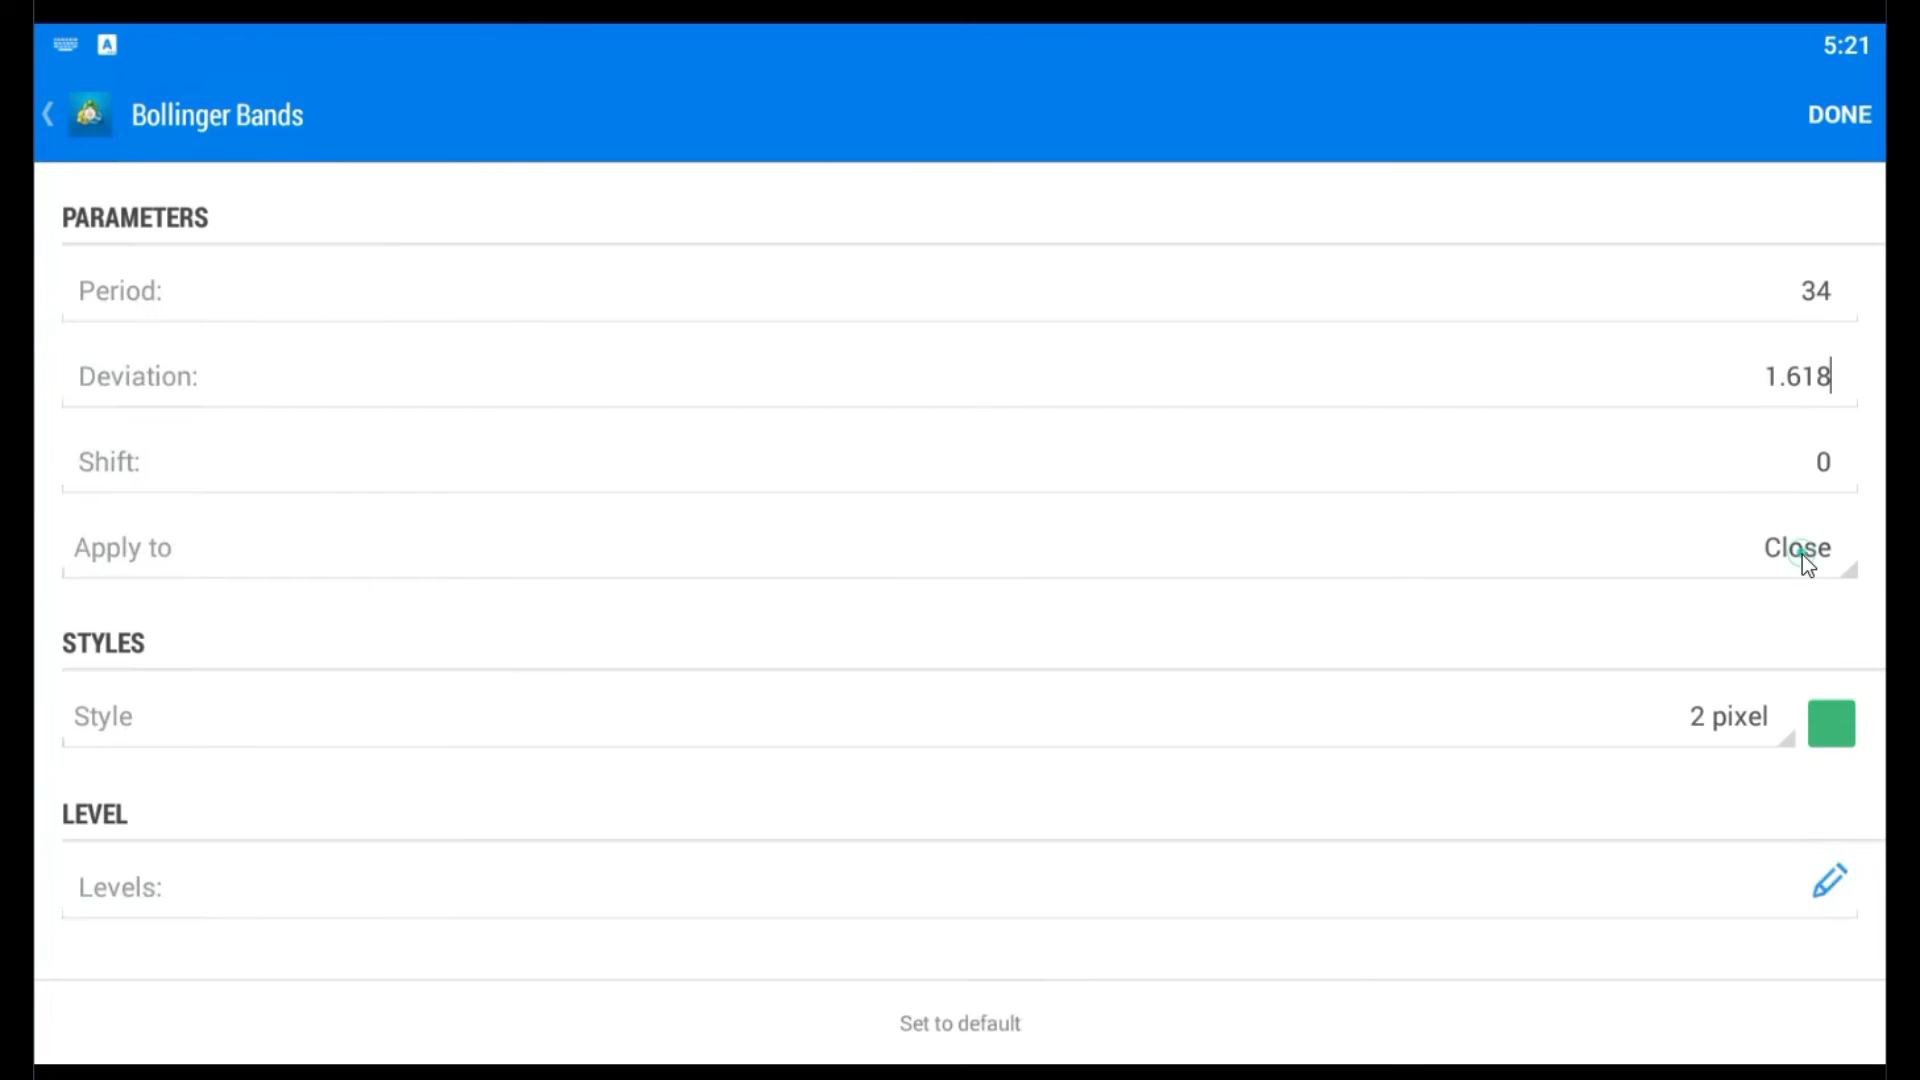 A
5:21
Bollinger Bands
DONE
PARAMETERS
Period:
34
Deviation:
1.618
Shift:
0
Apply to
Close
STYLES
Style
2 pixel
LEVEL
Levels:
Set to default